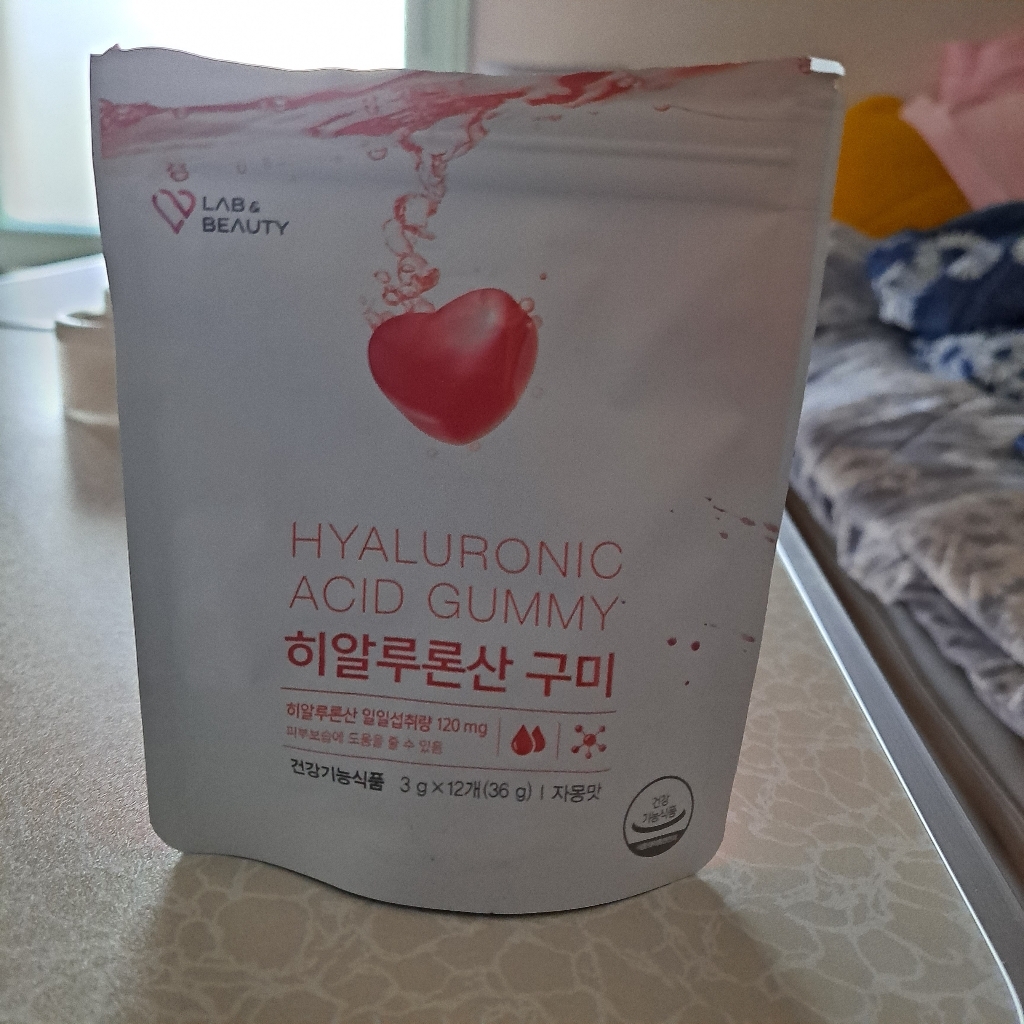 LAB &
BEAUTY
HYALURONIC
ACID GUMMY
히알루론산 구미
히알루론산 일일섭취량 120 mg
피부보습에 도움을 줄 수 있음
건강기능식품 3 g×12개(36 g) | 자몽맛
건강
기능식품